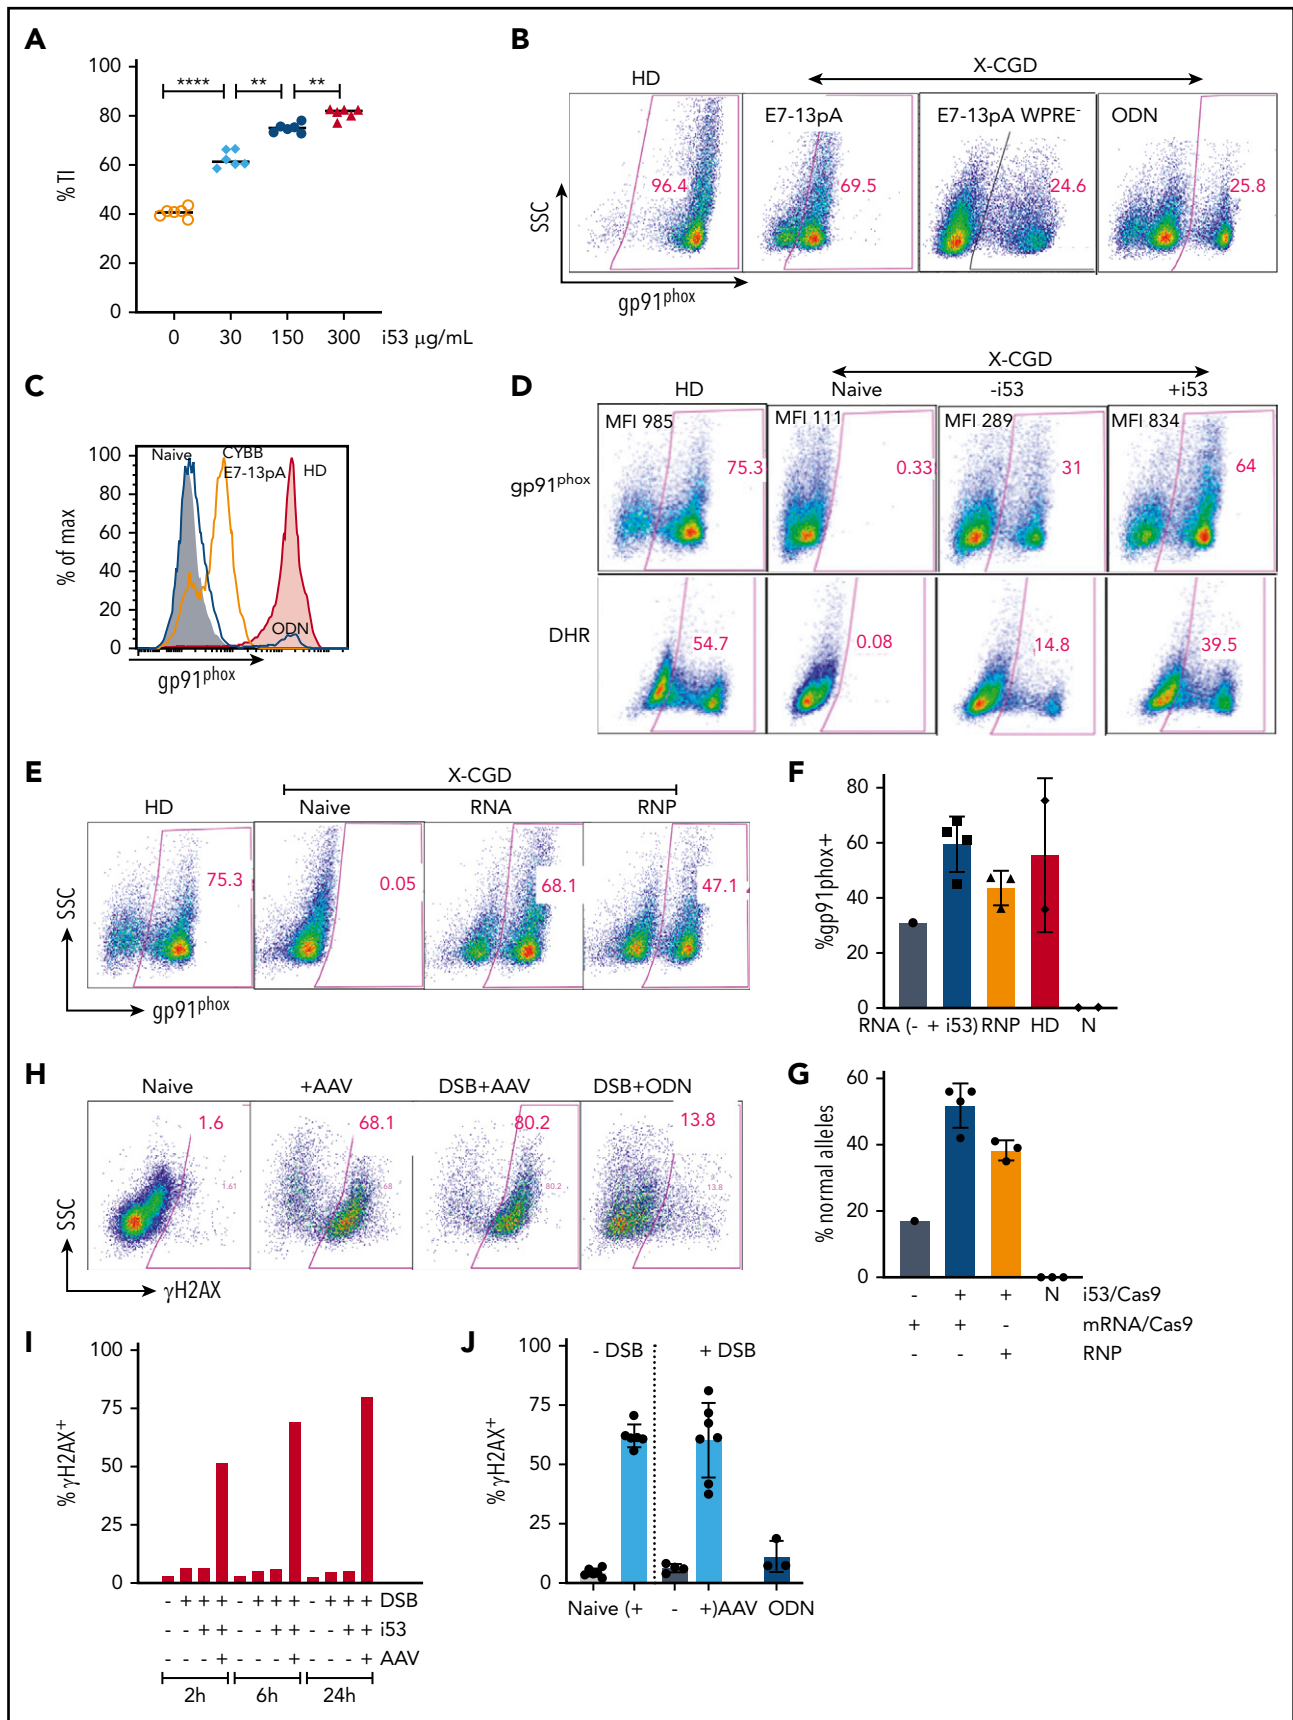 A
100
80
60
40
20
0
% TI
**** ** **
0 30 150 300 i53 μg/mL
B
X-CGD
HD
E7-13pA
E7-13pA WPRE-
ODN
96.4
69.5
24.6
25.8
SSC
gp91phox
C
100
80
60
40
20
0
% of max
Naive
CYBB
E7-13pA
HD
ODN
gp91phox
D
X-CGD
HD Naive -i53 +i53
MFI 985 MFI 111 MFI 289 MFI 834
gp91phox
75.3 0.33 31 64
DHR
54.7 0.08 14.8 39.5
E
X-CGD
HD Naive RNA RNP
75.3 0.05 68.1 47.1
SSC
gp91phox
F
80
60
40
20
0
%gp91phox+
RNA (- + i53) RNP HD N
H
Naive +AAV DSB+AAV DSB+ODN
1.6 68.1 80.2 13.8
1.61 68 80.2 13.8
SSC
γH2AX
G
60
40
20
0
% normal alleles
- + + N i53/Cas9
+ + - mRNA/Cas9
- - + RNP
I
100
75
50
25
0
% γH2AX+
- + + + - + + + - + + + DSB
- - + + - - + + - - + + i53
- - - + - - - + - - - + AAV
2h 6h 24h
J
- DSB + DSB
100
75
50
25
0
% γH2AX+
Naive (+ - +)AAV ODN